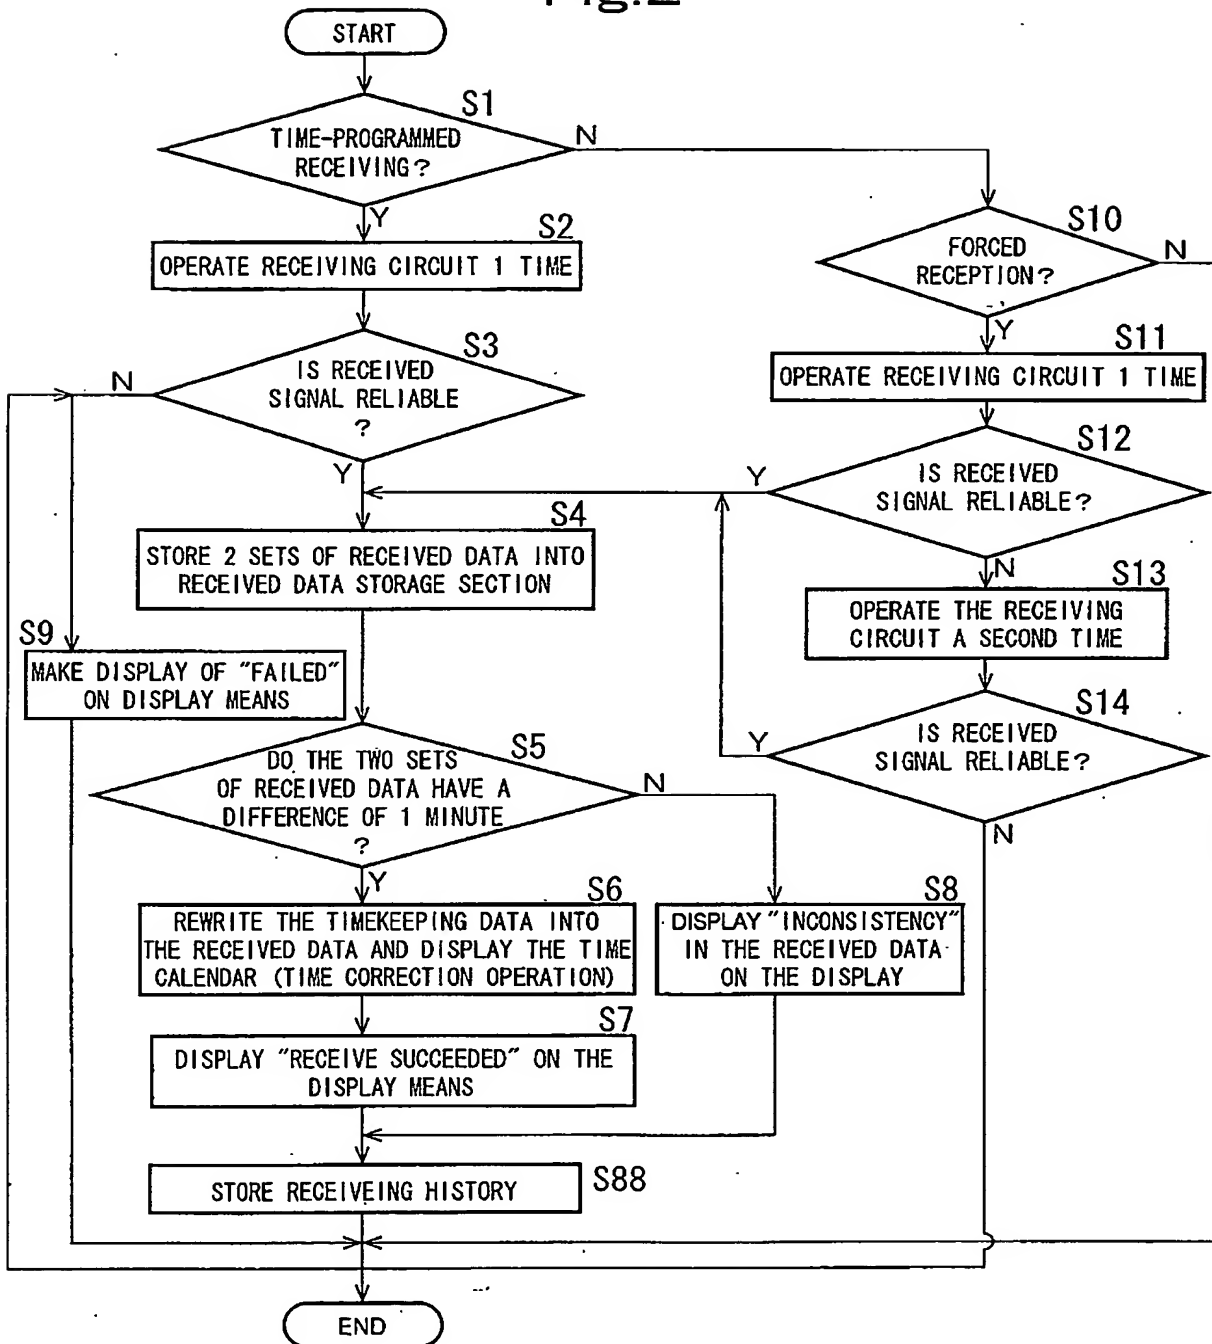 Fig.2
START
S1
TIME-PROGRAMMED
RECEIVING?
N
Y
S2
OPERATE RECEIVING CIRCUIT 1 TIME
S3
IS RECEIVED
SIGNAL RELIABLE
?
N
Y
S4
STORE 2 SETS OF RECEIVED DATA INTO
RECEIVED DATA STORAGE SECTION
S9
MAKE DISPLAY OF "FAILED"
ON DISPLAY MEANS
S5
DO THE TWO SETS
OF RECEIVED DATA HAVE A
DIFFERENCE OF 1 MINUTE
?
N
Y
S6
REWRITE THE TIMEKEEPING DATA INTO
THE RECEIVED DATA AND DISPLAY THE TIME
CALENDAR (TIME CORRECTION OPERATION)
S7
DISPLAY "RECEIVE SUCCEEDED" ON THE
DISPLAY MEANS
S8
DISPLAY "INCONSISTENCY"
IN THE RECEIVED DATA
ON THE DISPLAY
STORE RECEIVEING HISTORY
S88
END
S10
FORCED
RECEPTION?
N
Y
S11
OPERATE RECEIVING CIRCUIT 1 TIME
S12
IS RECEIVED
SIGNAL RELIABLE?
Y
N
S13
OPERATE THE RECEIVING
CIRCUIT A SECOND TIME
S14
IS RECEIVED
SIGNAL RELIABLE?
Y
N